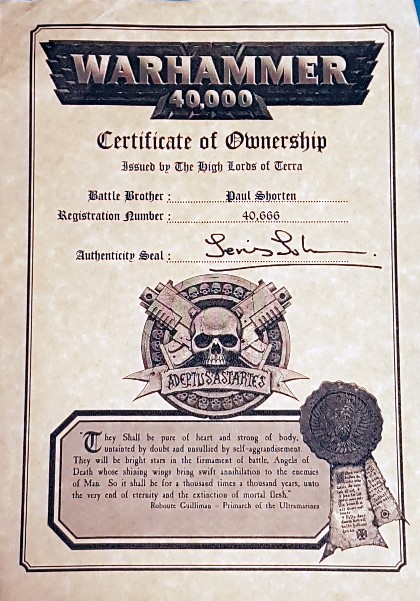 WARHAMMER
40,000
Certificate of Ownership
Issued by The High Lords of Terra
Battle Brother : Paul Shorten
Registration Number : 40,666
Authenticity Seal :
ADEPTUS ASTARTES
"They Shall be pure of heart and strong of body,
untainted by doubt and unsullied by self-aggrandisement.
They will be bright stars in the firmament of battle, Angels of
Death whose shining wings bring swift annihilation to the enemies
of Man. So it shall be for a thousand times a thousand years, unto
the very end of eternity and the extinction of mortal flesh."
Roboute Guilliman - Primarch of the Ultramarines